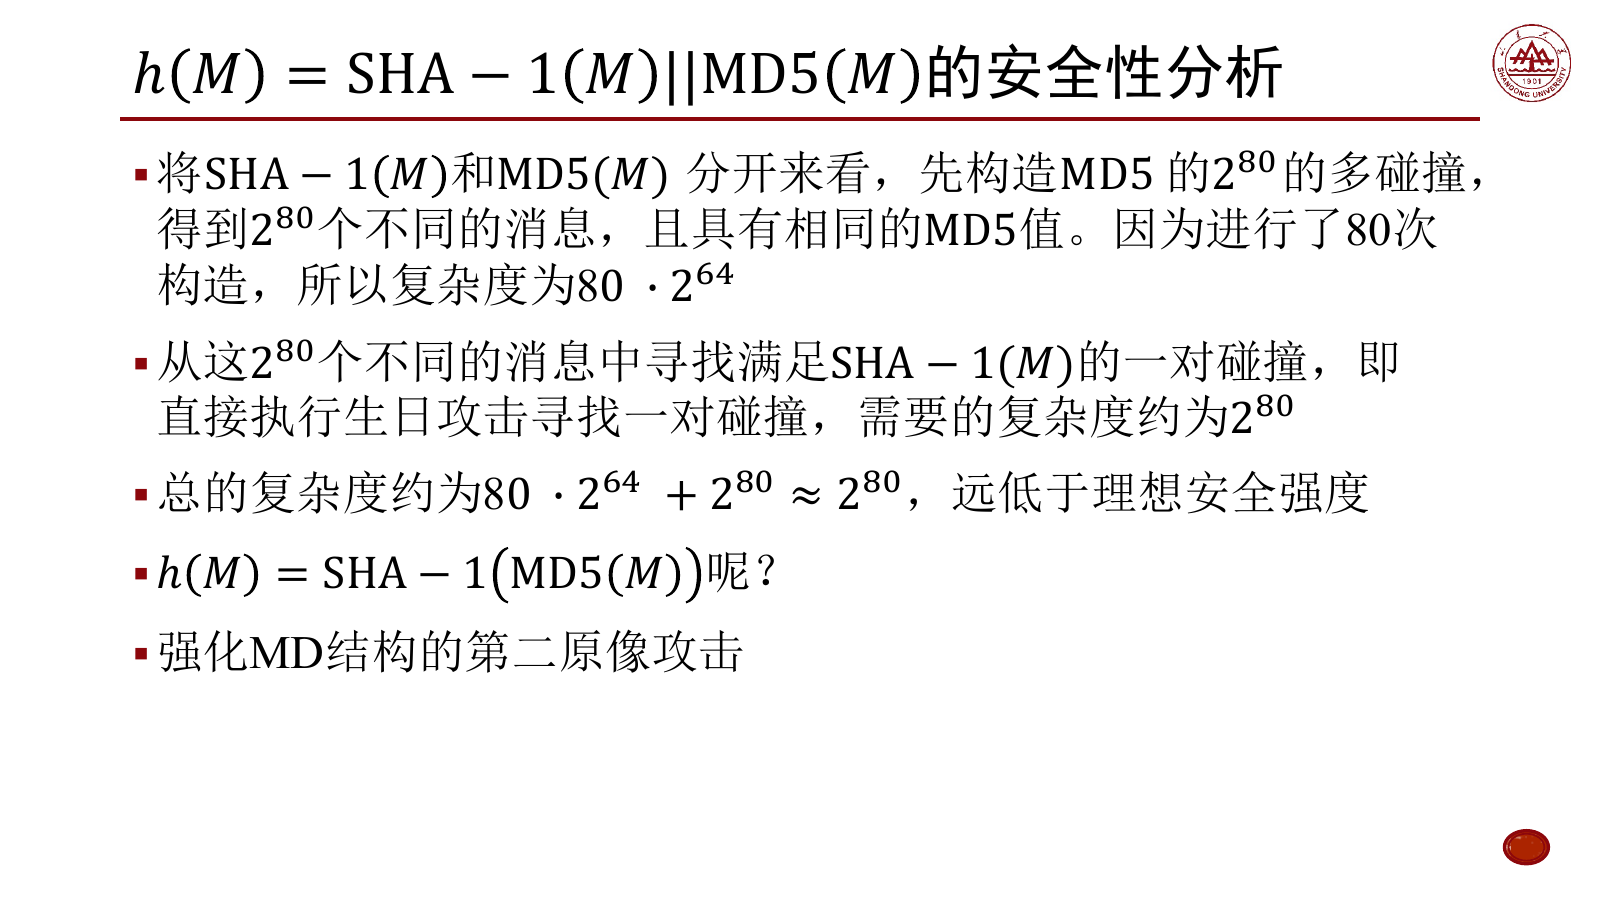 h(M) = SHA − 1(M)||MD5(M)的安全性分析
▪将SHA − 1(M)和MD5(M) 分开来看，先构造MD5 的2^80的多碰撞，
得到2^80个不同的消息，且具有相同的MD5值。因为进行了80次
构造，所以复杂度为80 · 2^64
▪从这2^80个不同的消息中寻找满足SHA − 1(M)的一对碰撞，即
直接执行生日攻击寻找一对碰撞，需要的复杂度约为2^80
▪总的复杂度约为80 · 2^64 + 2^80 ≈ 2^80，远低于理想安全强度
▪h(M) = SHA − 1(MD5(M))呢？
▪强化MD结构的第二原像攻击
1901
SHANDONG UNIVERSITY